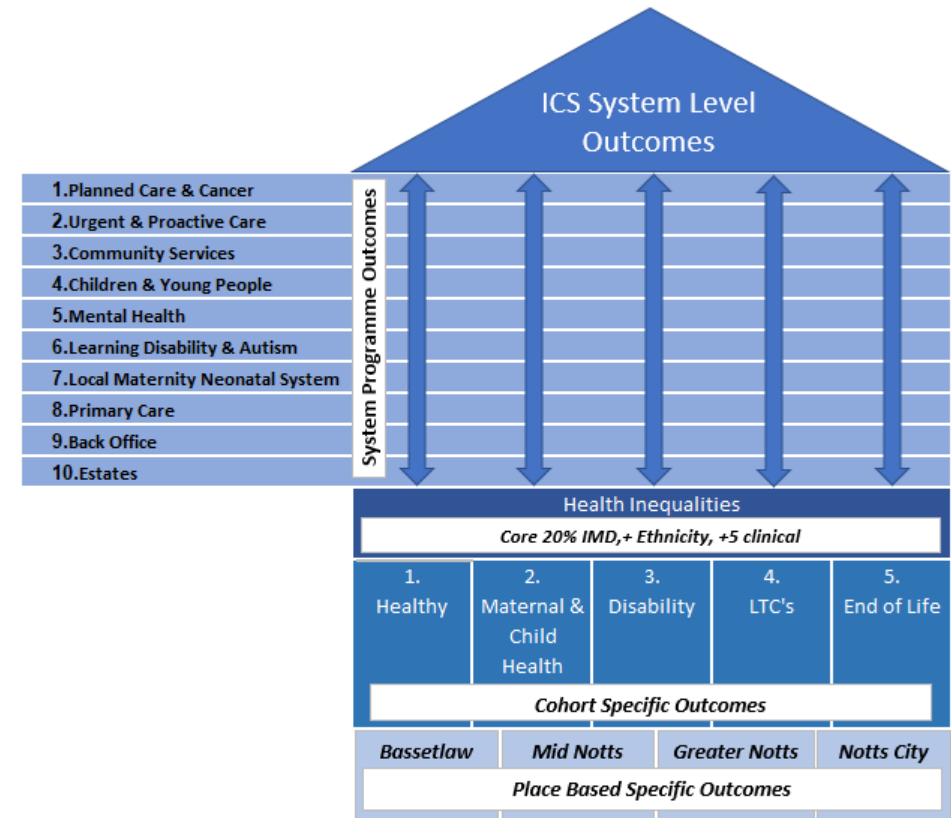 ICS System Level
Outcomes
1.Planned Care & Cancer
2.Urgent & Proactive Care
3.Community Services
4.Children & Young People
5.Mental Health
6.Learning Disability & Autism
7.Local Maternity Neonatal System
8.Primary Care
9.Back Office
10.Estates
System Programme Outcomes
Health Inequalities
Core 20% IMD,+ Ethnicity, +5 clinical
1.
Healthy
2.
Maternal &
Child
Health
3.
Disability
4.
LTC's
5.
End of Life
Cohort Specific Outcomes
Bassetlaw
Mid Notts
Greater Notts
Notts City
Place Based Specific Outcomes